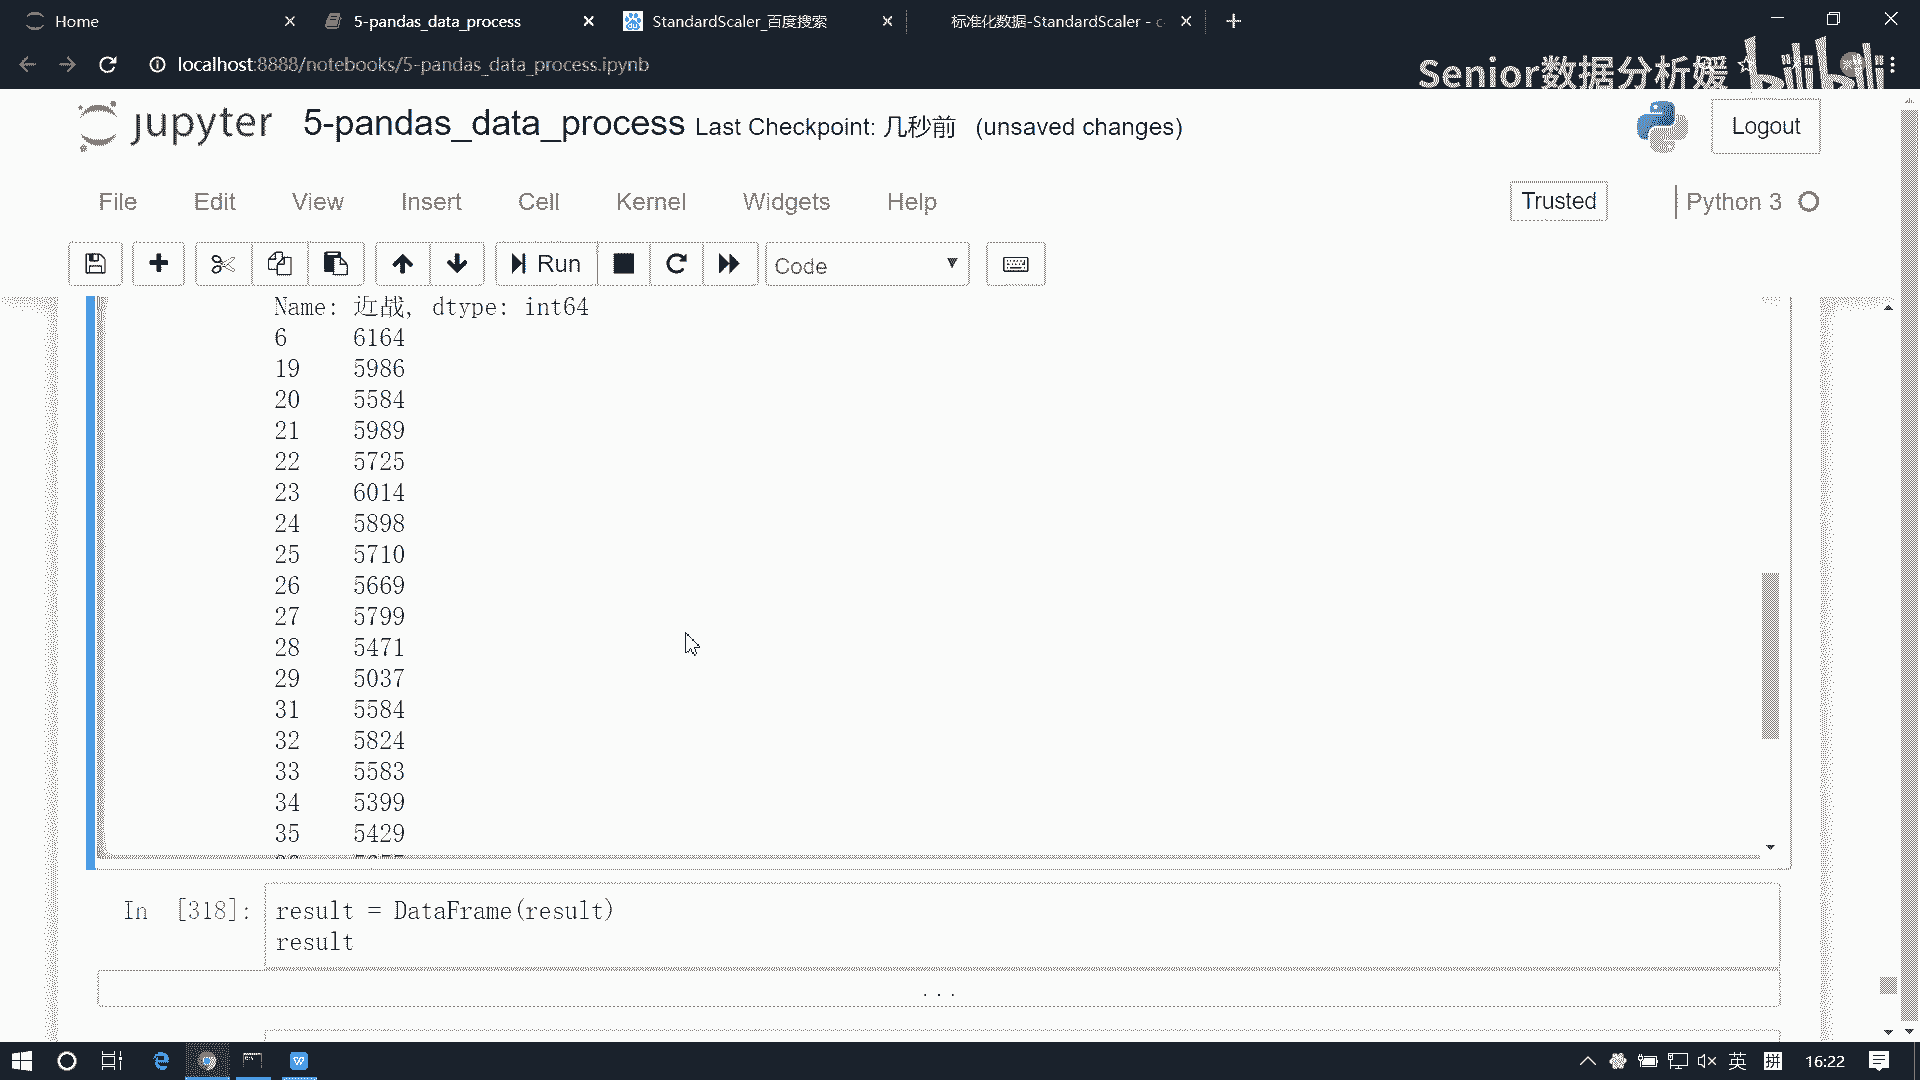 Home
5-pandas_data_process
StandardScaler_百度搜索
标准化数据-StandardScaler - c
localhost:8888/notebooks/5-pandas_data_process.ipynb
Senior数据分析媛
bilibili
jupyter 5-pandas_data_process Last Checkpoint: 几秒前 (unsaved changes)
Logout
File Edit View Insert Cell Kernel Widgets Help
Trusted
Python 3
Run
Code
Name: 近战, dtype: int64
6 6164
19 5986
20 5584
21 5989
22 5725
23 6014
24 5898
25 5710
26 5669
27 5799
28 5471
29 5037
31 5584
32 5824
33 5583
34 5399
35 5429
In [318]: result = DataFrame(result)
result
...
英
拼
16:22